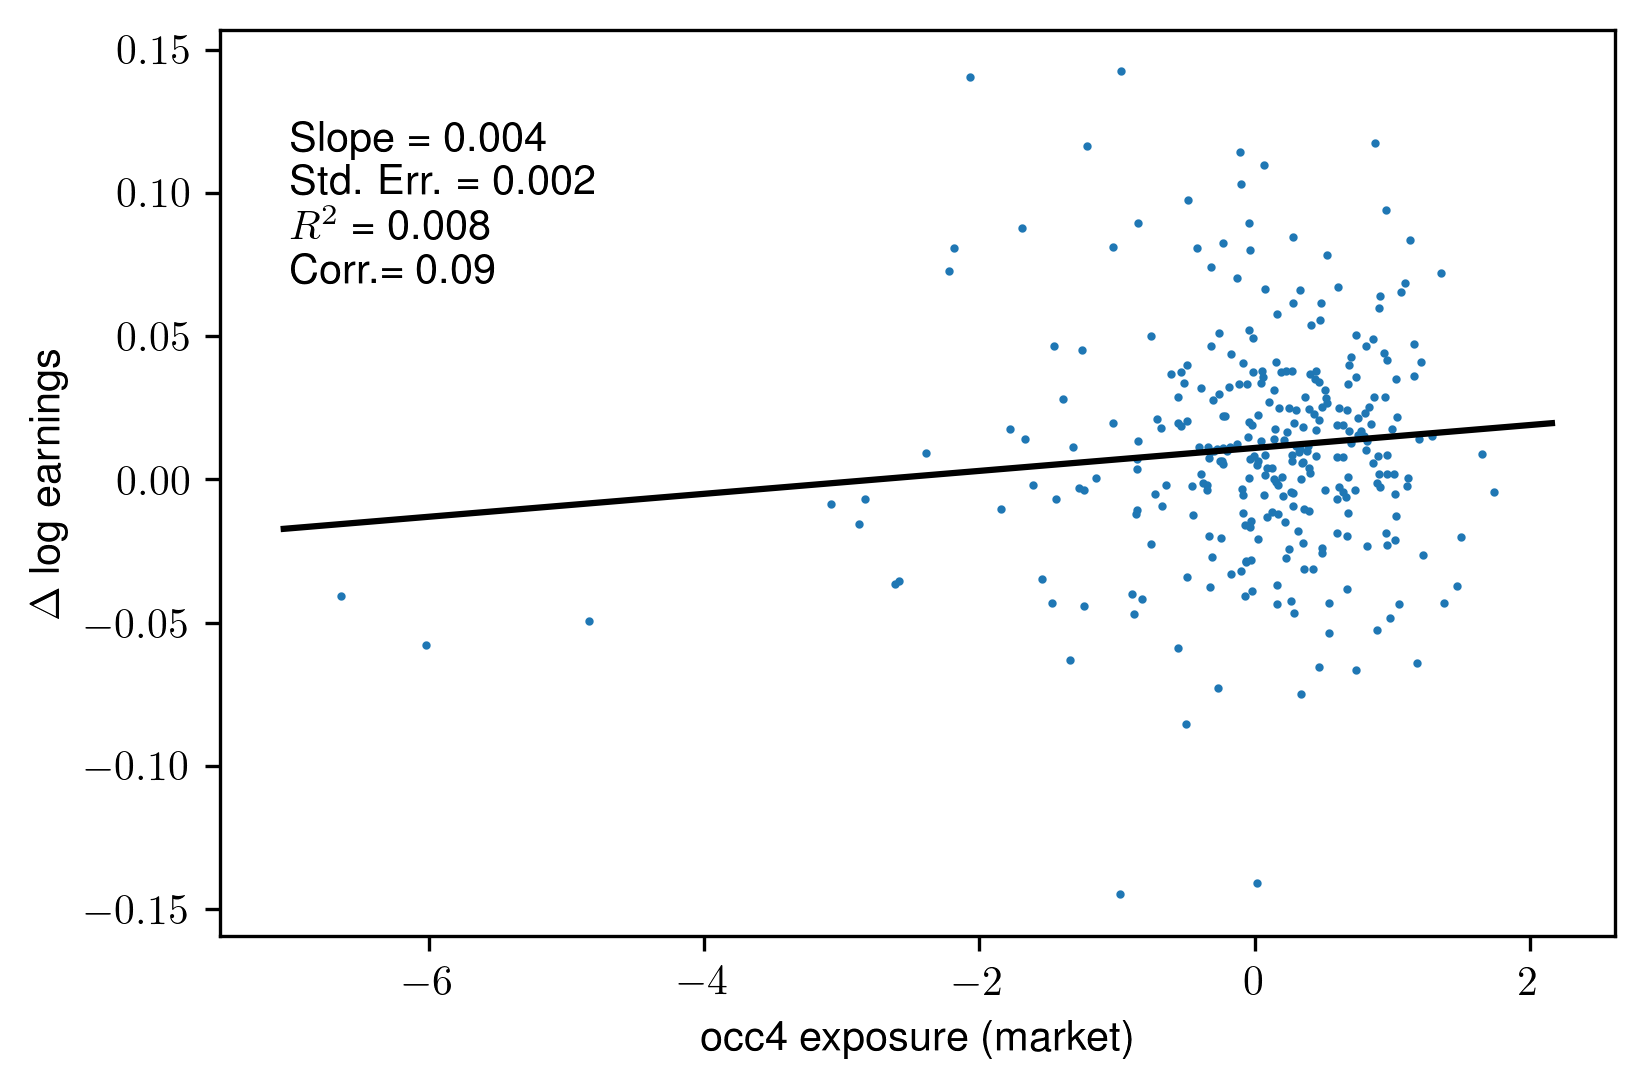 0.15
0.10
0.05
0.00
−0.05
−0.10
−0.15
Δ log earnings
Slope = 0.004
Std. Err. = 0.002
R² = 0.008
Corr.= 0.09
−6
−4
−2
0
2
occ4 exposure (market)